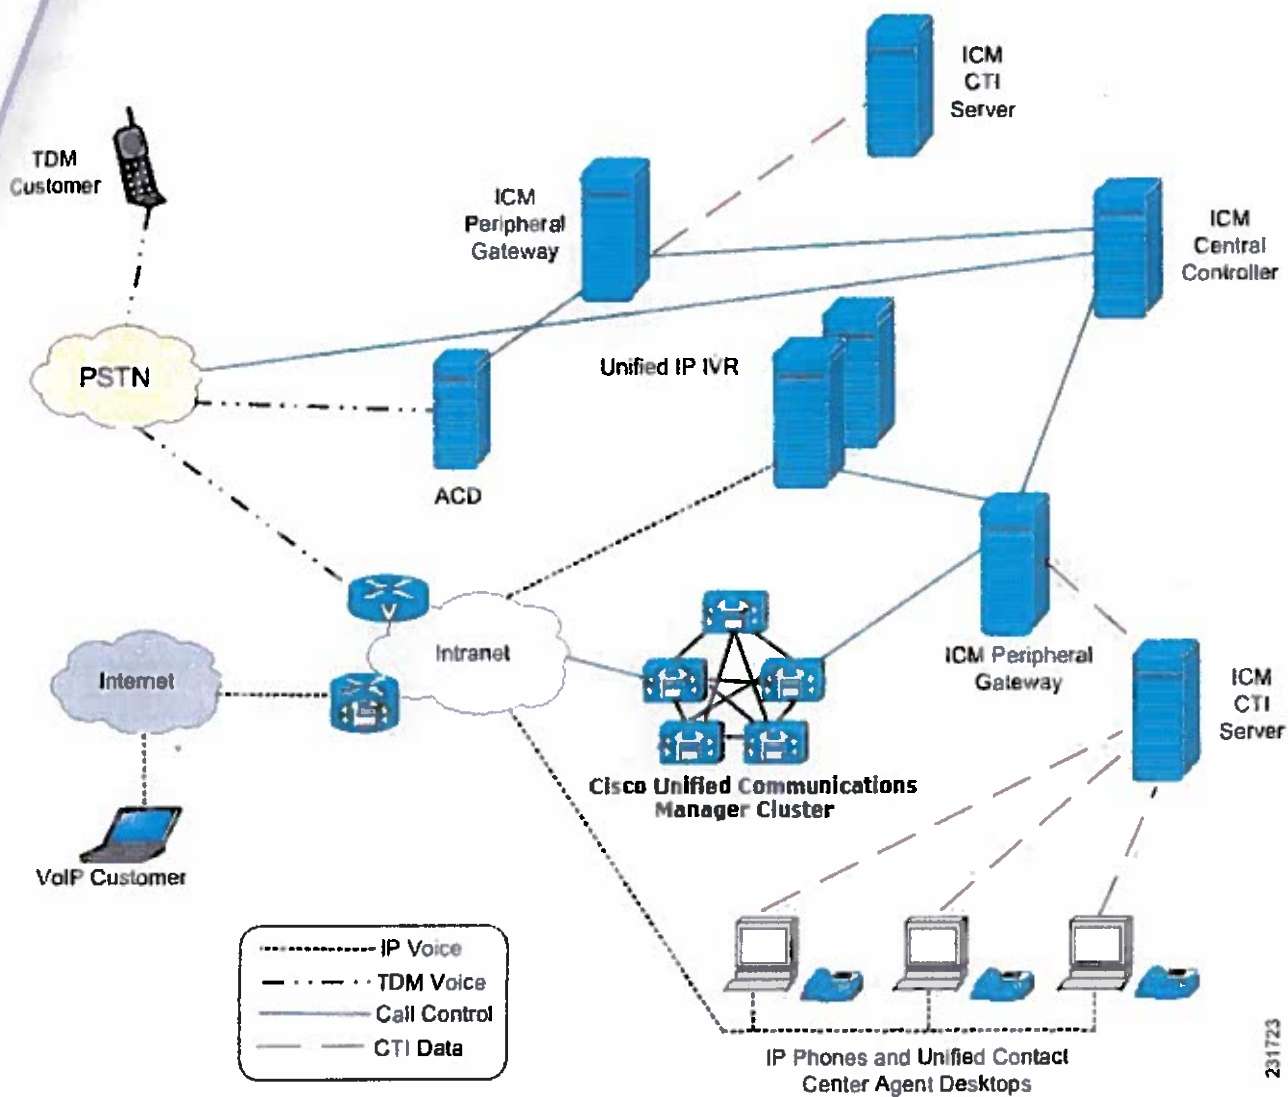 ICM
CTI
Server
TDM
Customer
ICM
Peripheral
Gateway
ICM
Central
Controller
Unified IP IVR
PSTN
ACD
Intranet
Internet
ICM Peripheral
Gateway
ICM
CTI
Server
Cisco Unified Communications
Manager Cluster
VoIP Customer
V
IP Voice
TDM Voice
Call Control
CTI Data
IP Phones and Unified Contact
Center Agent Desktops
231723